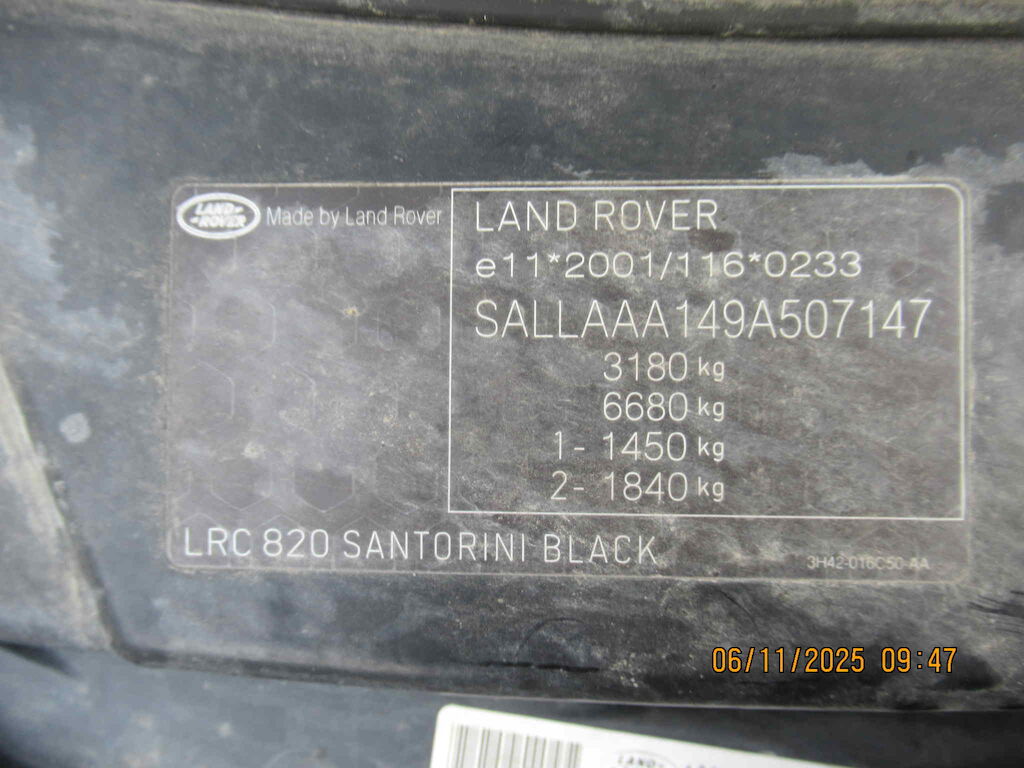 LAND ROVER
Made by Land Rover
LAND ROVER
e11*2001/116*0233
SALLAAA149A507147
3180 kg
6680 kg
1- 1450 kg
2- 1840 kg
LRC 820 SANTORINI BLACK
3H42-016C50-AA
06/11/2025 09:47